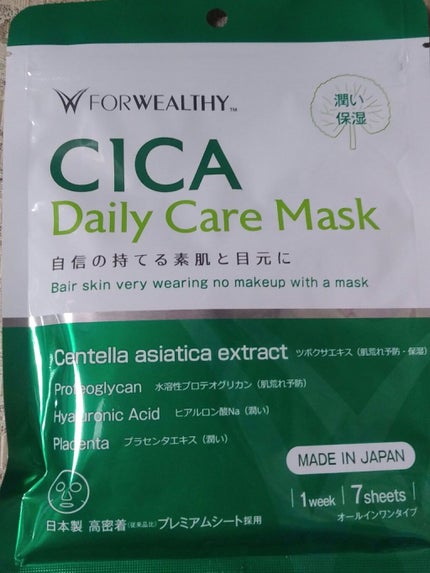 FORWEALTHY™
潤い
保湿
CICA
Daily Care Mask
自信の持てる素肌と目元に
Bair skin very wearing no makeup with a mask
Centella asiatica extract ツボクサエキス（肌荒れ予防・保湿）
Proteoglycan 水溶性プロテオグリカン（肌荒れ予防）
Hyaluronic Acid ヒアルロン酸Na（潤い）
Placenta プラセンタエキス（潤い）
MADE IN JAPAN
1week 7sheets
オールインワンタイプ
日本製 高密着(従来品比)プレミアムシート採用